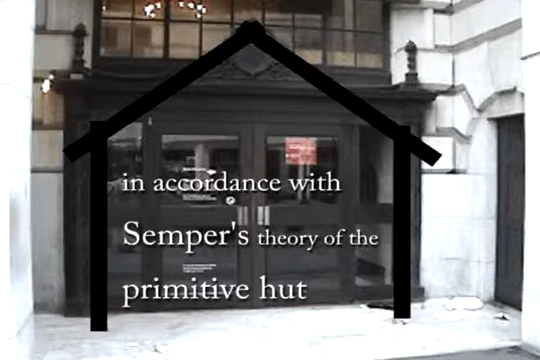 in accordance with
Semper's theory of the
primitive hut